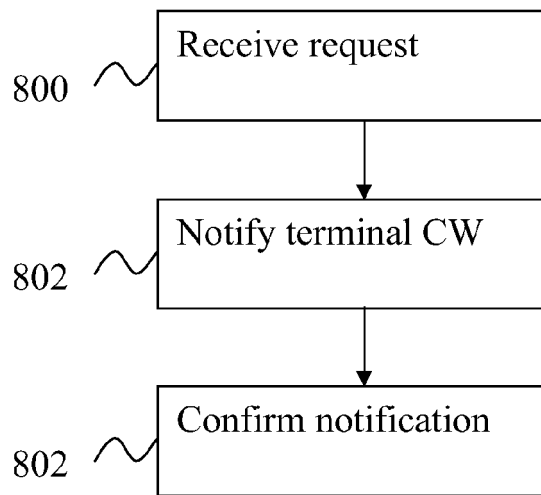 Receive request
800
Notify terminal CW
802
Confirm notification
802